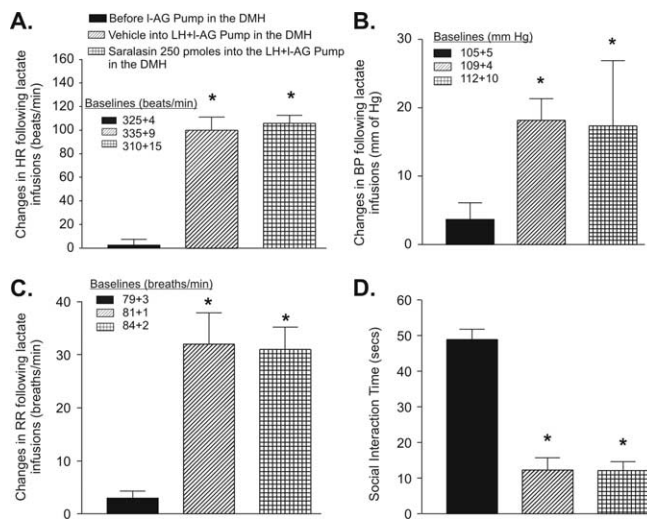 A.
Before l-AG Pump in the DMH
Vehicle into LH+l-AG Pump in the DMH
Saralasin 250 pmoles into the LH+l-AG Pump
in the DMH
Changes in HR following lactate
infusions (beats/min)
160
140
120
100
80
60
40
20
0
Baselines (beats/min)
325+4
335+9
310+15
*
*
B.
Baselines (mm Hg)
105+5
109+4
112+10
Changes in BP following lactate
infusions (mm of Hg)
30
20
10
0
*
*
C.
Baselines (breaths/min)
79+3
81+1
84+2
Changes in RR following lactate
infusions (breaths/min)
40
30
20
10
0
*
*
D.
Social Interaction Time (secs)
60
50
40
30
20
10
0
*
*